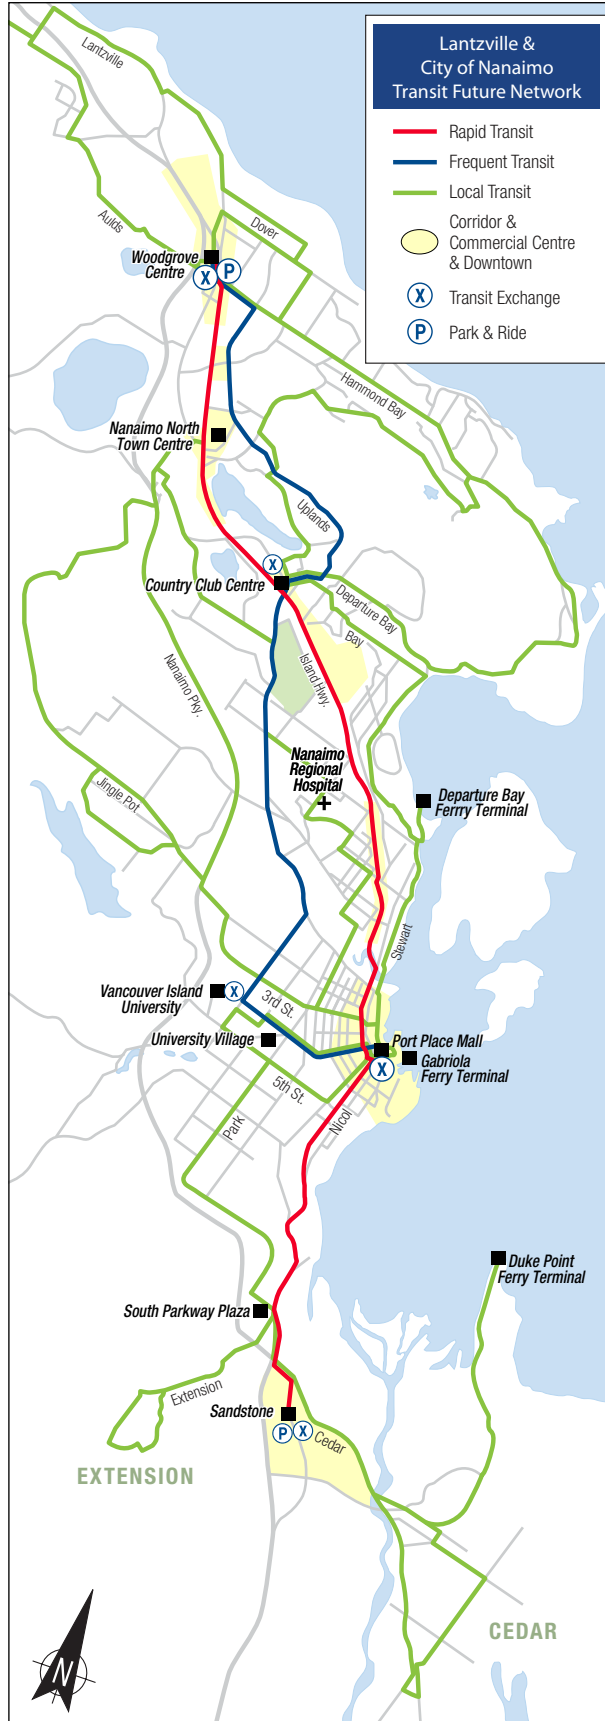 Lantzville &
City of Nanaimo
Transit Future Network
Rapid Transit
Frequent Transit
Local Transit
Corridor &
Commercial Centre
& Downtown
X
Transit Exchange
P
Park & Ride
Lantzville
Aulds
Dover
Woodgrove
Centre
X
P
Hammond Bay
Nanaimo North
Town Centre
Uplands
X
Country Club Centre
Departure Bay
Bay
Island Hwy.
Nanaimo Pky.
Nanaimo
Regional
Hospital
Jingle Pot
Departure Bay
Ferrry Terminal
Stewart
Vancouver Island
University
X
3rd St.
University Village
Port Place Mall
X
Gabriola
Ferry Terminal
5th St.
Park
Nicol
Duke Point
Ferry Terminal
South Parkway Plaza
Extension
Sandstone
P
X
Cedar
EXTENSION
CEDAR
N